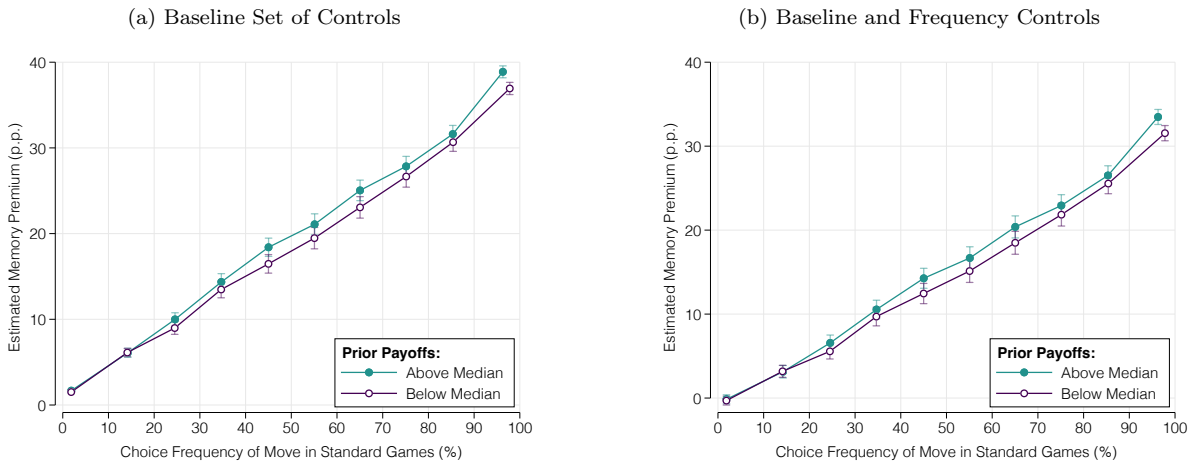 (a) Baseline Set of Controls
Estimated Memory Premium (p.p.)
40
30
20
10
0
0 10 20 30 40 50 60 70 80 90 100
Choice Frequency of Move in Standard Games (%)
Prior Payoffs:
Above Median
Below Median
(b) Baseline and Frequency Controls
Estimated Memory Premium (p.p.)
40
30
20
10
0
0 10 20 30 40 50 60 70 80 90 100
Choice Frequency of Move in Standard Games (%)
Prior Payoffs:
Above Median
Below Median